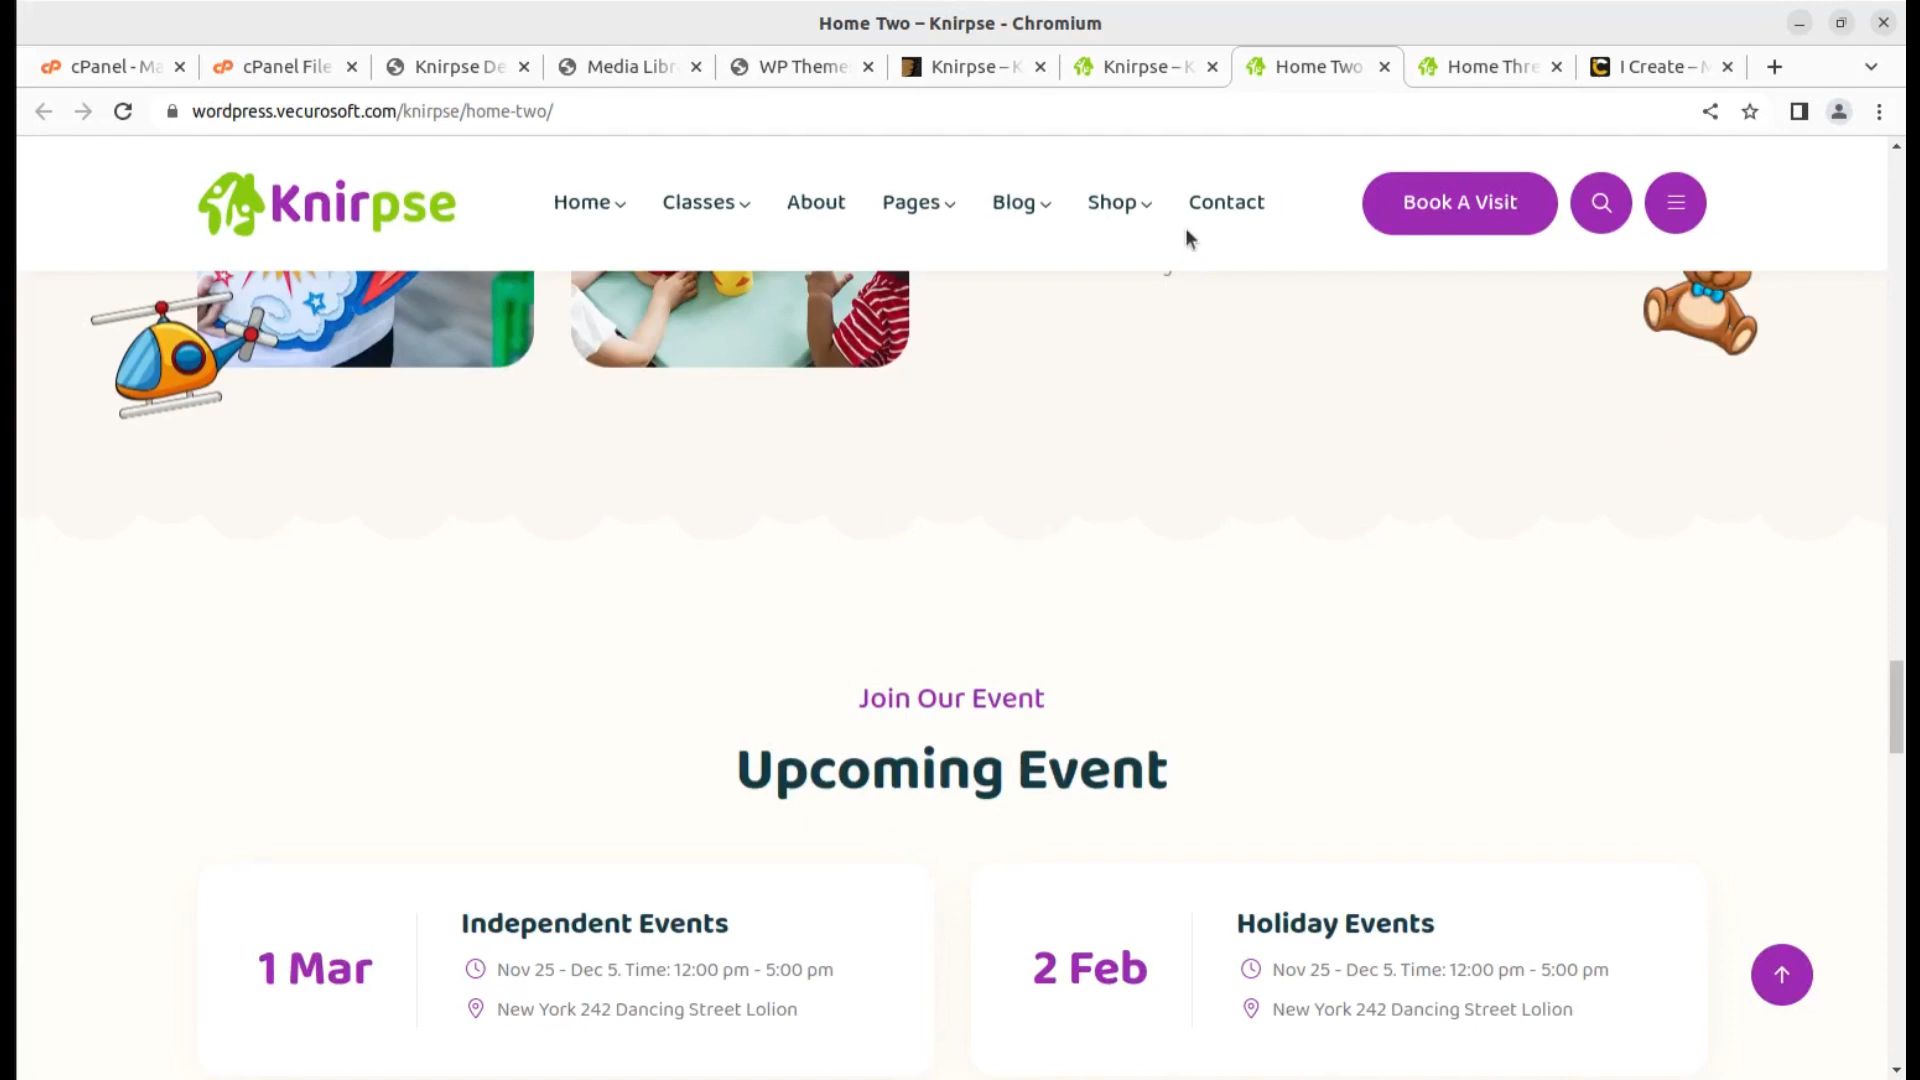 Home Two – Knirpse - Chromium
cPanel - Ma
cPanel File
Knirpse De
Media Libr
WP Theme
Knirpse – K
Knirpse – K
Home Two
Home Thre
I Create – N
wordpress.vecurosoft.com/knirpse/home-two/
Knirpse
Home
Classes
About
Pages
Blog
Shop
Contact
Book A Visit
Join Our Event
Upcoming Event
1 Mar
Independent Events
Nov 25 - Dec 5. Time: 12:00 pm - 5:00 pm
New York 242 Dancing Street Lolion
2 Feb
Holiday Events
Nov 25 - Dec 5. Time: 12:00 pm - 5:00 pm
New York 242 Dancing Street Lolion